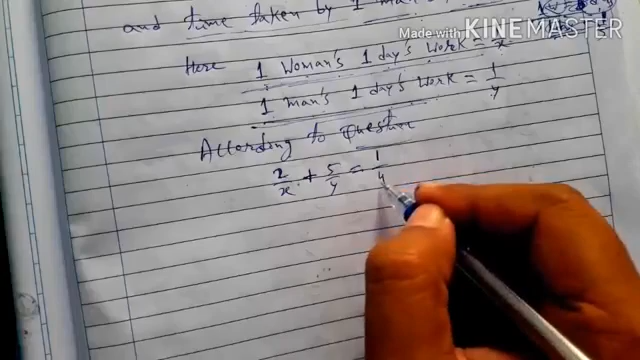 Made with KINEMASTER
and time taken by 1 man
Here 1 Woman's 1 day's work = 1/x
1 man's 1 day's work = 1/y
According to Question
2/x + 5/y = 1/4